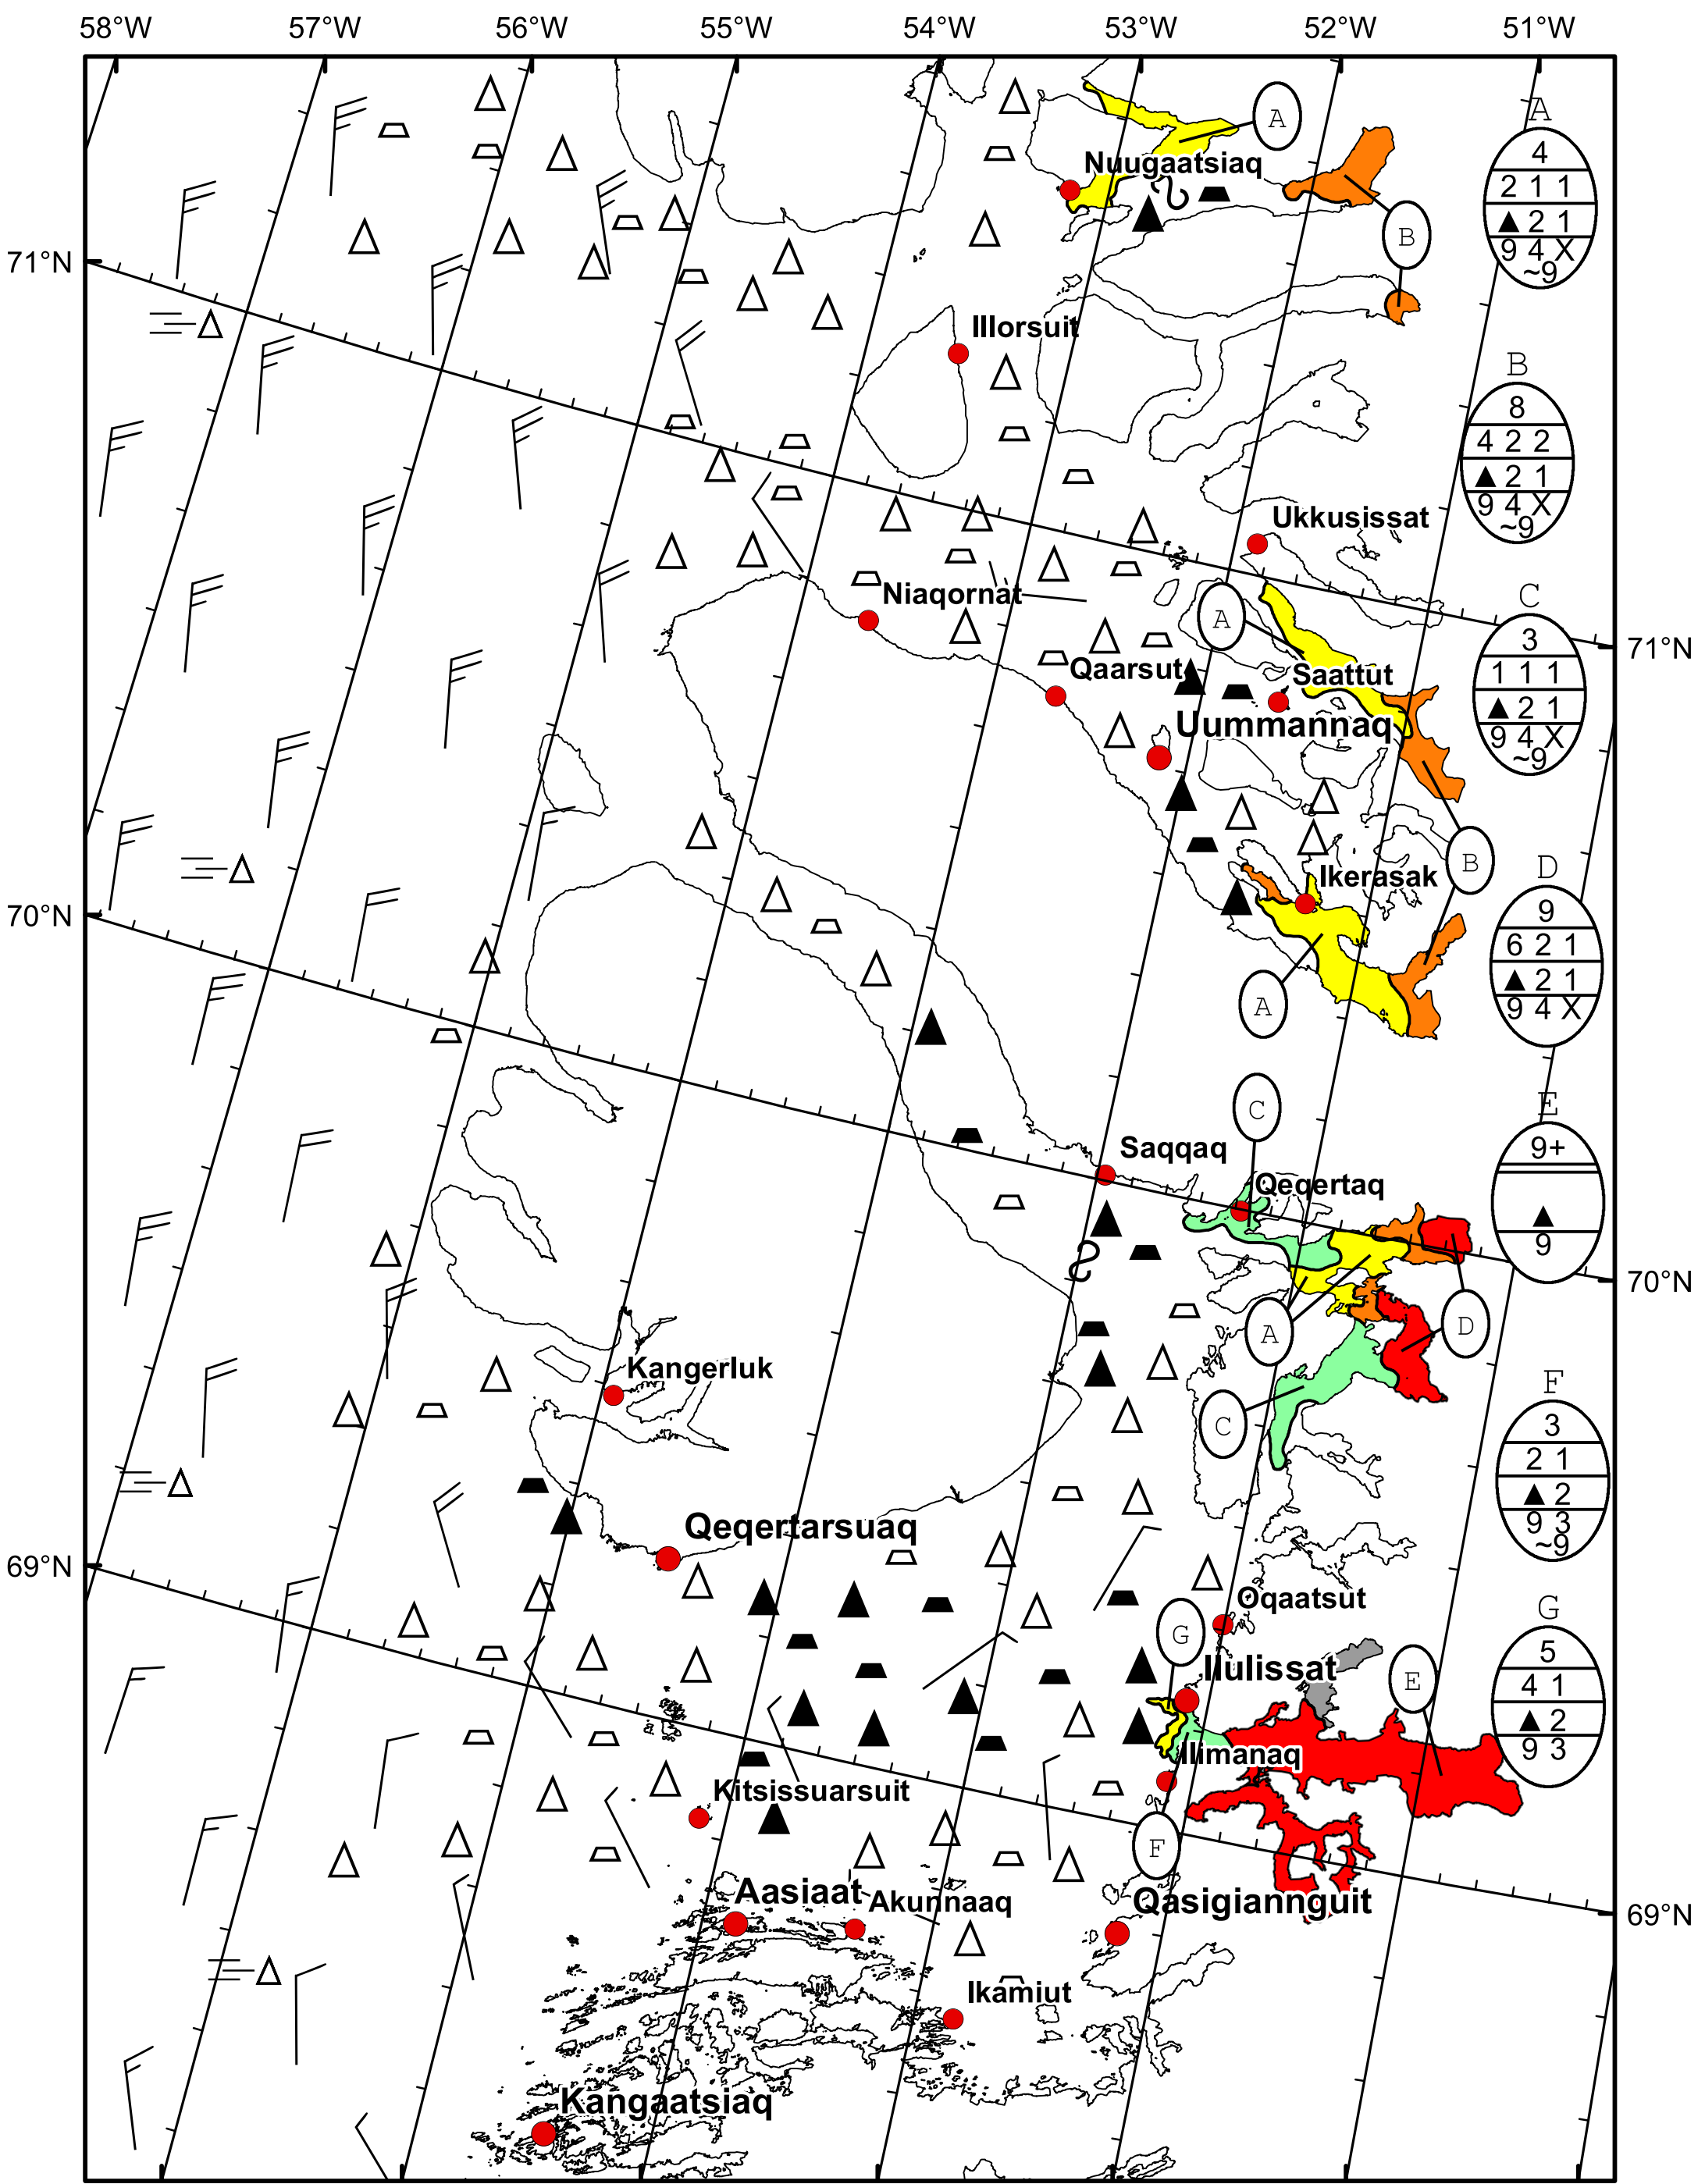 58°W 57°W 56°W 55°W 54°W 53°W 52°W 51°W
A
Nuugaatsiaq
B
71°N
Illorsuit
Ukkusissat
Niaqornat
A
71°N
Qaarsut
Saattut
Uummannaq
B
Ikerasak
70°N
A
C
Saqqaq
Qeqertaq
70°N
A
D
Kangerluk
C
Qeqertarsuaq
69°N
Oqaatsut
G
Ilulissat
E
Ilimanaq
Kitsissuarsuit
F
Aasiaat
Akunnaaq
Qasigiannguit
69°N
Ikamiut
Kangaatsiaq
A
4
2 1 1
▲ 2 1
9 4 X
~9
B
8
4 2 2
▲ 2 1
9 4 X
~9
C
3
1 1 1
▲ 2 1
9 4 X
~9
D
9
6 2 1
▲ 2 1
9 4 X
E
9+
▲
9
F
3
2 1
▲ 2
9 3
~9
G
5
4 1
▲ 2
9 3